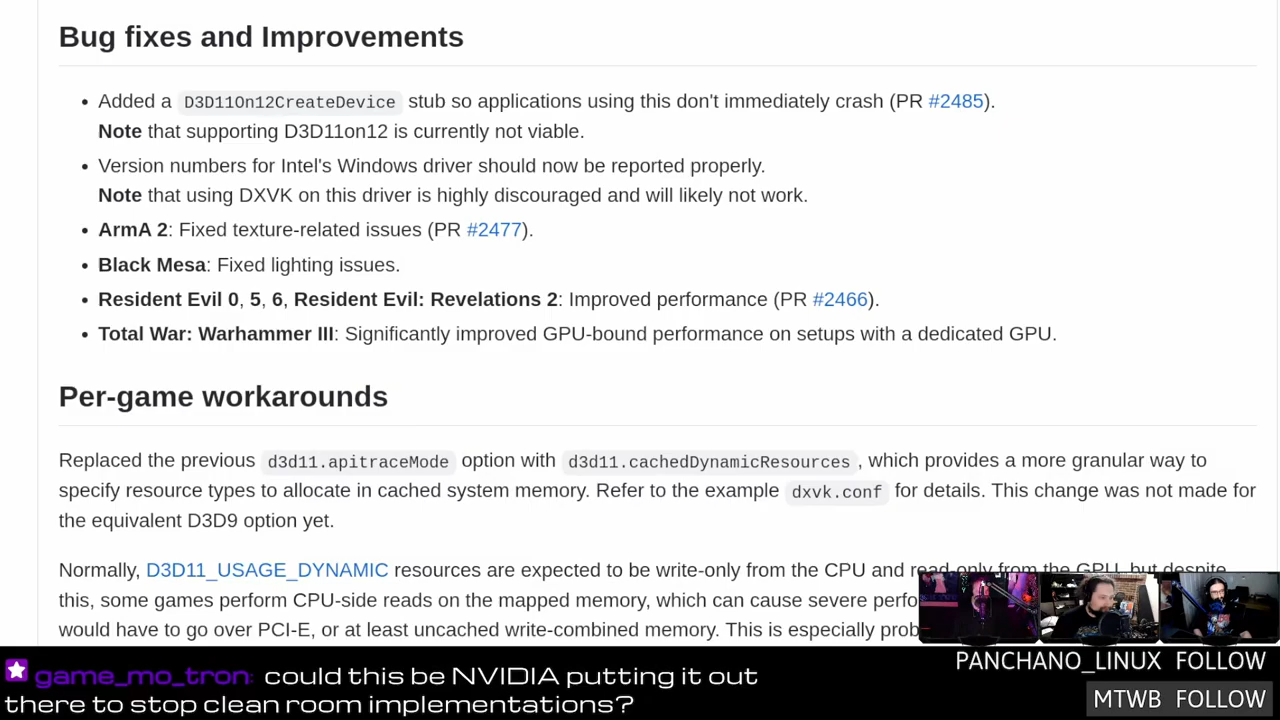 Bug fixes and Improvements
• Added a D3D11On12CreateDevice stub so applications using this don't immediately crash (PR #2485).
Note that supporting D3D11on12 is currently not viable.
• Version numbers for Intel's Windows driver should now be reported properly.
Note that using DXVK on this driver is highly discouraged and will likely not work.
• ArmA 2: Fixed texture-related issues (PR #2477).
• Black Mesa: Fixed lighting issues.
• Resident Evil 0, 5, 6, Resident Evil: Revelations 2: Improved performance (PR #2466).
• Total War: Warhammer III: Significantly improved GPU-bound performance on setups with a dedicated GPU.
Per-game workarounds
Replaced the previous d3d11.apitraceMode option with d3d11.cachedDynamicResources, which provides a more granular way to
specify resource types to allocate in cached system memory. Refer to the example dxvk.conf for details. This change was not made for
the equivalent D3D9 option yet.
Normally, D3D11_USAGE_DYNAMIC resources are expected to be write-only from the CPU and read-only from the GPU, but despite
this, some games perform CPU-side reads on the mapped memory, which can cause severe perfo
would have to go over PCI-E, or at least uncached write-combined memory. This is especially prob
game_mo_tron: could this be NVIDIA putting it out
there to stop clean room implementations?
PANCHANO_LINUX FOLLOW
MTWB FOLLOW